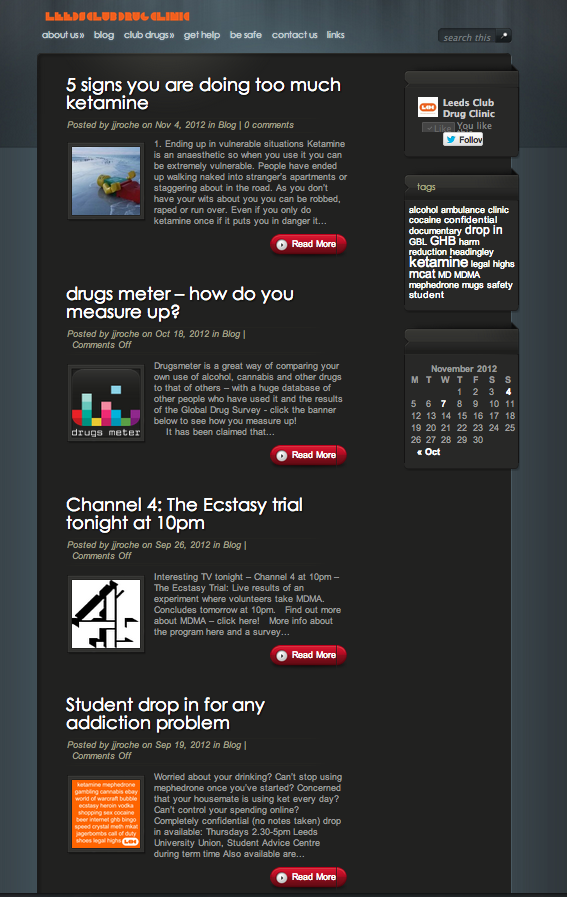 LEEDS CLUB DRUG CLINIC
about us » blog club drugs » get help be safe contact us links
search this
5 signs you are doing too much
ketamine
Posted by jjroche on Nov 4, 2012 in Blog | 0 comments
1. Ending up in vulnerable situations Ketamine
is an anaesthetic so when you use it you can
be extremely vulnerable. People have ended
up walking naked into stranger's apartments or
staggering about in the road. As you don't
have your wits about you you can be robbed,
raped or run over. Even if you only do
ketamine once if it puts you in danger it...
Read More
drugs meter – how do you
measure up?
Posted by jjroche on Oct 18, 2012 in Blog |
Comments Off
drugs meter
Drugsmeter is a great way of comparing your
own use of alcohol, cannabis and other drugs
to that of others – with a huge database of
other people who have used it and the results
of the Global Drug Survey - click the banner
below to see how you measure up!
It has been claimed that...
Read More
Channel 4: The Ecstasy trial
tonight at 10pm
Posted by jjroche on Sep 26, 2012 in Blog |
Comments Off
Interesting TV tonight – Channel 4 at 10pm –
The Ecstasy Trial: Live results of an
experiment where volunteers take MDMA.
Concludes tomorrow at 10pm. Find out more
about MDMA – click here! More info about
the program here and a survey...
Read More
Student drop in for any
addiction problem
Posted by jjroche on Sep 19, 2012 in Blog |
Comments Off
ketamine mephedrone
gambling cannabis ebay
world of warcraft bubble
ecstasy heroin vodka
shopping sex cocaine
beer internet ghb bingo
speed crystal meth mkat
jagerbombs call of duty
shoes legal highs
Worried about your drinking? Can't stop using
mephedrone once you've started? Concerned
that your housemate is using ket every day?
Can't control your spending online?
Completely confidential (no notes taken) drop
in available: Thursdays 2.30-5pm Leeds
University Union, Student Advice Centre
during term time Also available are...
Read More
Leeds Club
Drug Clinic
Like You like
Follow
tags
alcohol ambulance clinic
cocaine confidential
documentary drop in
GBL GHB harm
reduction headingley
ketamine legal highs
mcat MD MDMA
mephedrone mugs safety
student
November 2012
M T W T F S S
1 2 3 4
5 6 7 8 9 10 11
12 13 14 15 16 17 18
19 20 21 22 23 24 25
26 27 28 29 30
« Oct